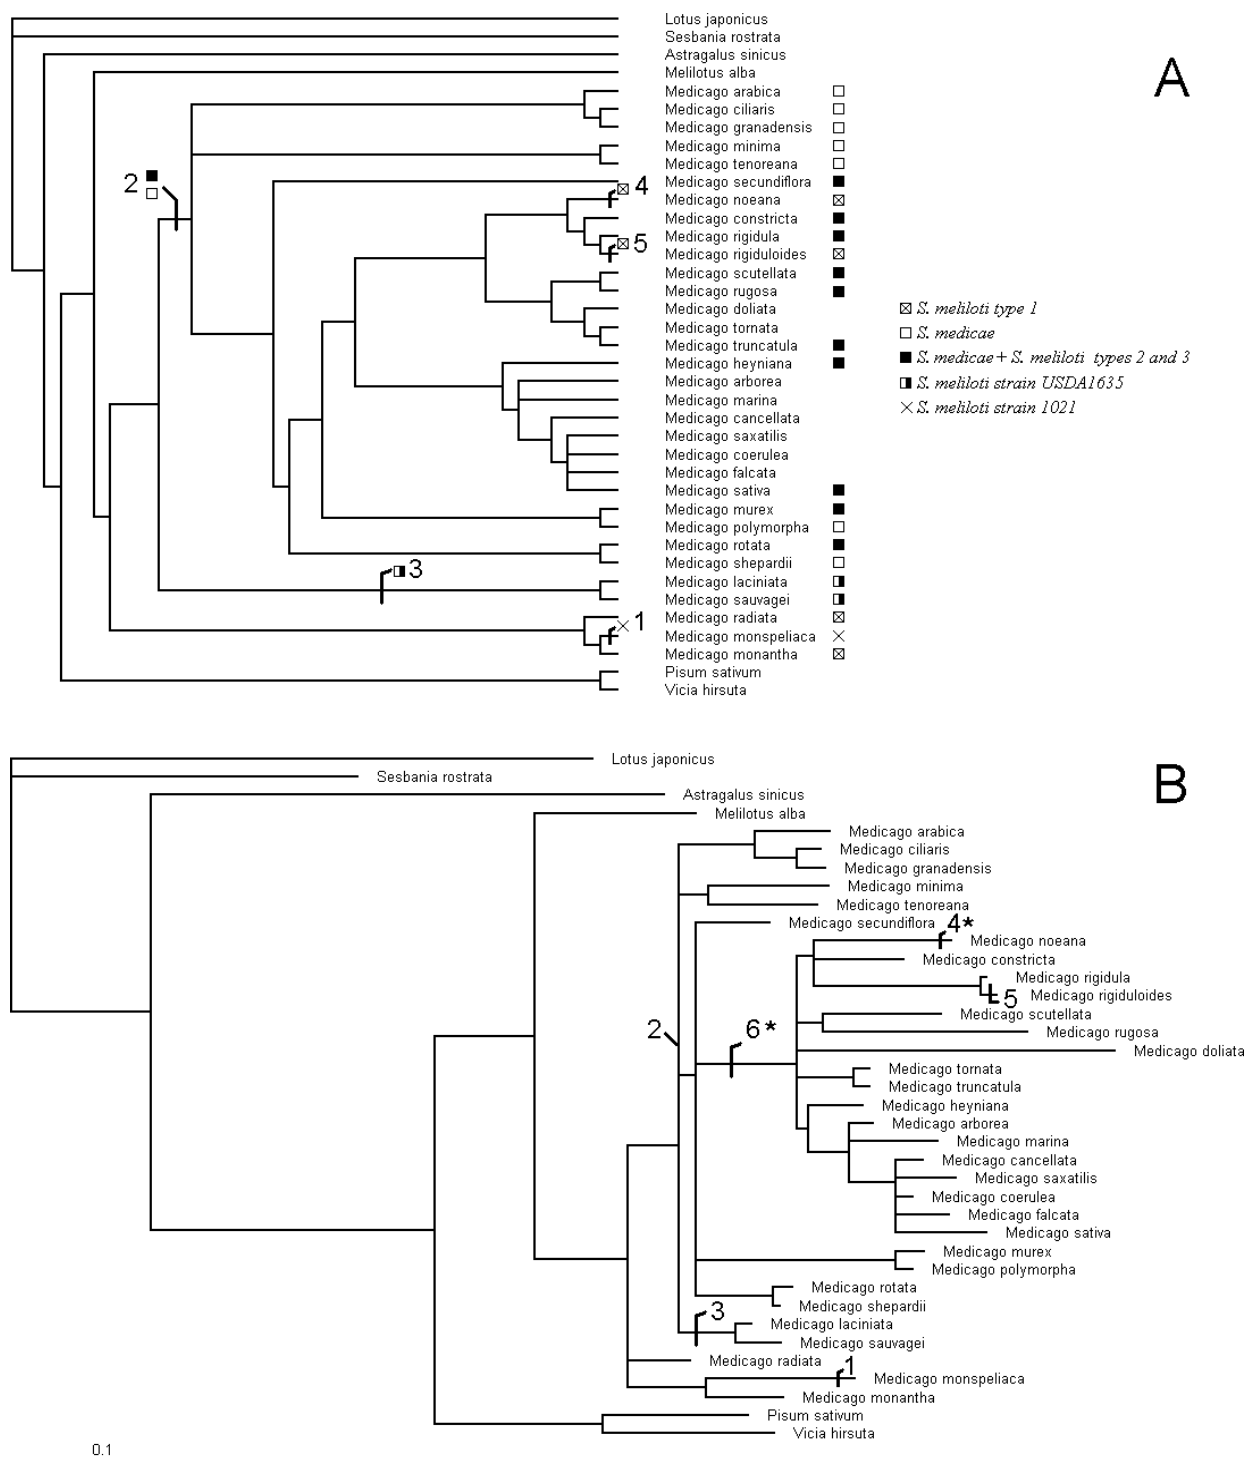 Lotus japonicus
Sesbania rostrata
Astragalus sinicus
Melilotus alba
A
Medicago arabica
Medicago ciliaris
Medicago granadensis
Medicago minima
Medicago tenoreana
2
Medicago secundiflora
4
Medicago noeana
Medicago constricta
Medicago rigidula
5
Medicago rigiduloides
Medicago scutellata
Medicago rugosa
Medicago doliata
Medicago tornata
Medicago truncatula
Medicago heyniana
Medicago arborea
Medicago marina
Medicago cancellata
Medicago saxatilis
Medicago coerulea
Medicago falcata
Medicago sativa
Medicago murex
Medicago polymorpha
Medicago rotata
Medicago shepardii
3
Medicago laciniata
Medicago sauvagei
Medicago radiata
1
Medicago monspeliaca
Medicago monantha
Pisum sativum
Vicia hirsuta
S. meliloti type 1
S. medicae
S. medicae + S. meliloti types 2 and 3
S. meliloti strain USDA1635
S. meliloti strain 1021
B
Lotus japonicus
Sesbania rostrata
Astragalus sinicus
Melilotus alba
Medicago arabica
Medicago ciliaris
Medicago granadensis
Medicago minima
Medicago tenoreana
Medicago secundiflora
4*
Medicago noeana
Medicago constricta
Medicago rigidula
5
Medicago rigiduloides
Medicago scutellata
2
6*
Medicago rugosa
Medicago doliata
Medicago tornata
Medicago truncatula
Medicago heyniana
Medicago arborea
Medicago marina
Medicago cancellata
Medicago saxatilis
Medicago coerulea
Medicago falcata
Medicago sativa
Medicago murex
Medicago polymorpha
Medicago rotata
Medicago shepardii
3
Medicago laciniata
Medicago sauvagei
Medicago radiata
1
Medicago monspeliaca
Medicago monantha
Pisum sativum
Vicia hirsuta
0.1